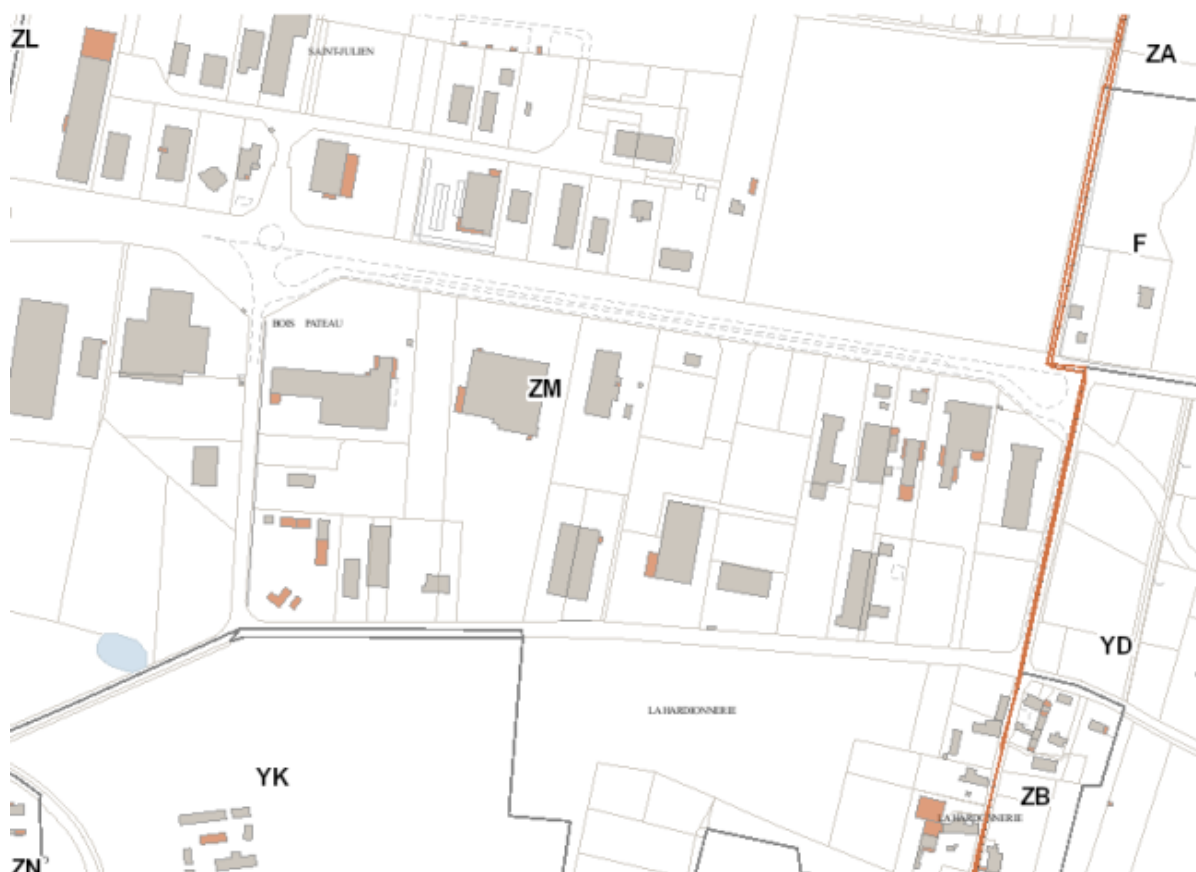 ZL
SAINT-JULIEN
ZA
F
BOIS PATEAU
ZM
YD
LA HARDIONNERIE
YK
ZB
LA HARDIONNERIE
ZN